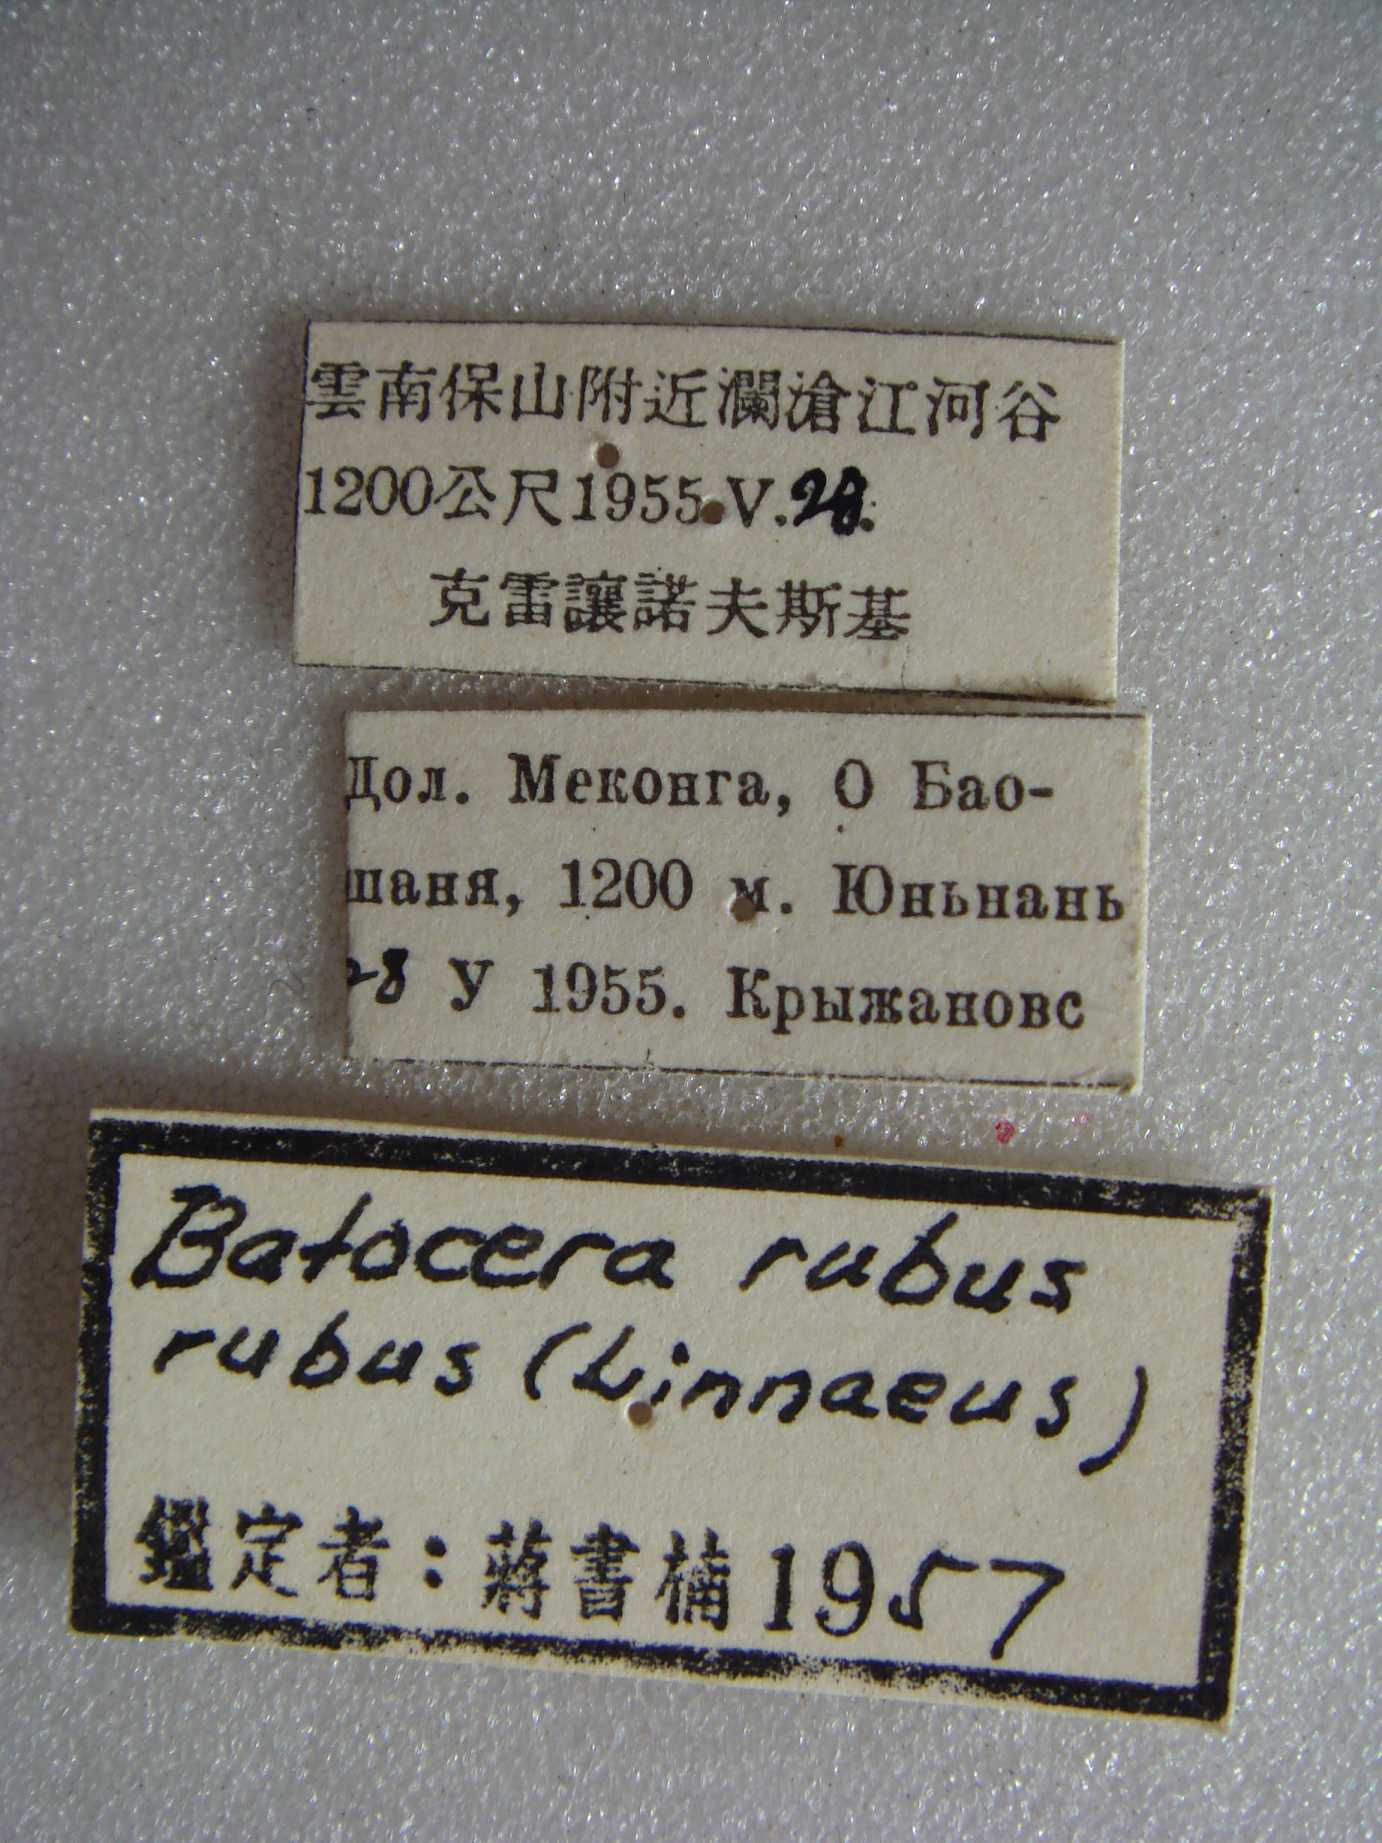 雲南保山附近瀾滄江河谷
1200公尺1955.V.28.
克雷讓諾夫斯基
Дол. Меконга, О Бао-
шаня, 1200 м. Юньнань
28 У 1955. Крыжановс
Batocera rubus
rubus (Linnaeus)
鑑定者：蔣書楠1957